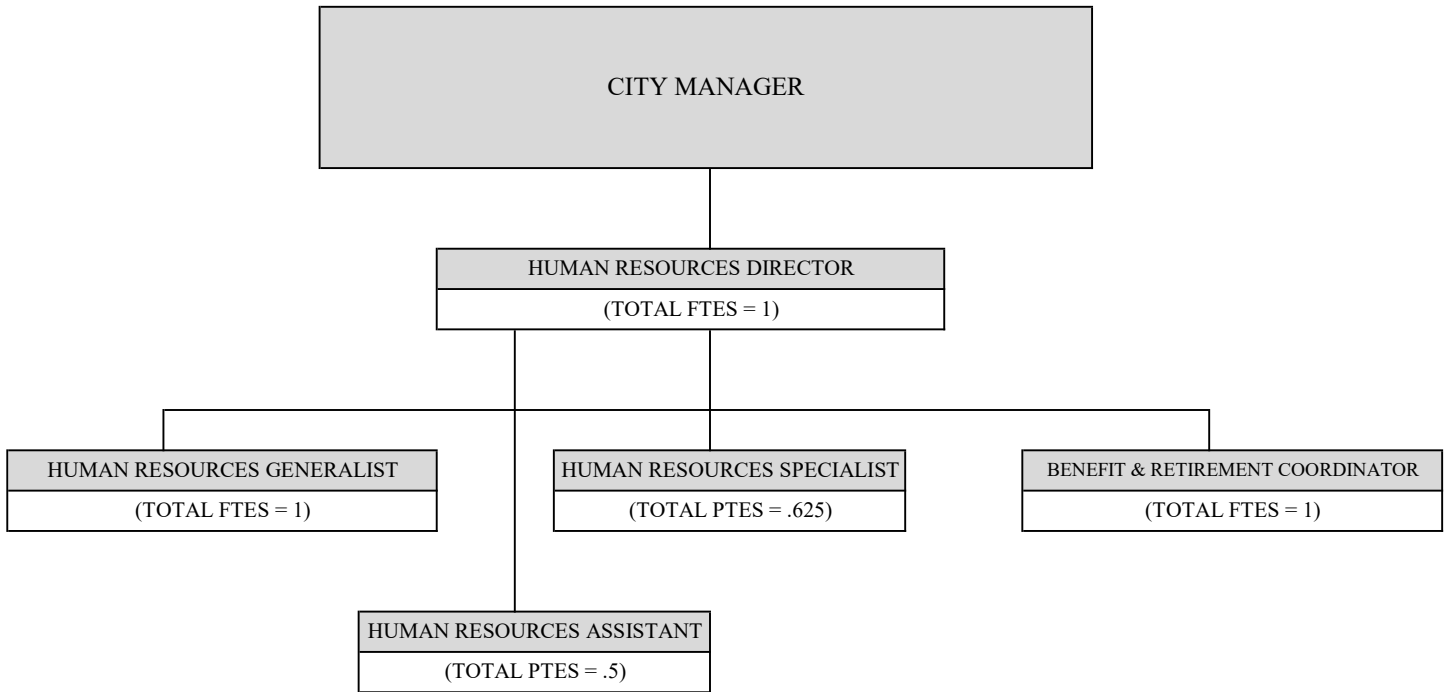 CITY MANAGER
HUMAN RESOURCES DIRECTOR
(TOTAL FTES = 1)
HUMAN RESOURCES GENERALIST
(TOTAL FTES = 1)
HUMAN RESOURCES SPECIALIST
(TOTAL PTES = .625)
BENEFIT & RETIREMENT COORDINATOR
(TOTAL FTES = 1)
HUMAN RESOURCES ASSISTANT
(TOTAL PTES = .5)